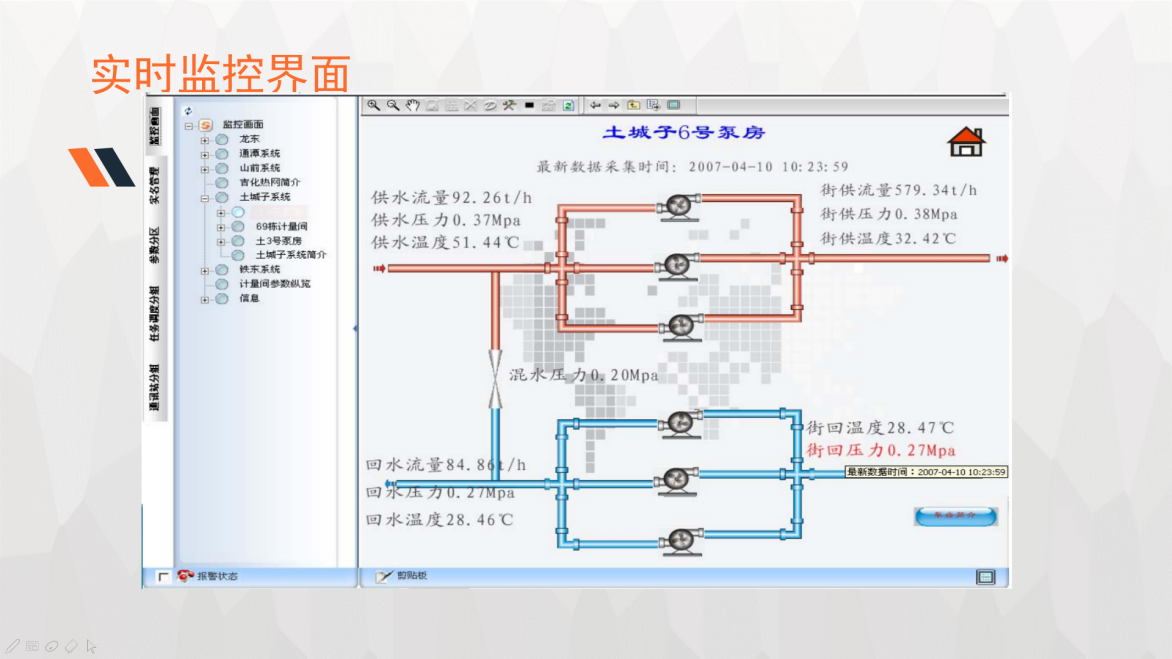 实时监控界面
监控画面
实名管理
参数分区
任务调度分组
通讯站分组
监控画面
龙东
通潭系统
山前系统
吉化热网简介
土城子系统
69栋计量间
土3号泵房
土城子系统简介
铁东系统
计量间参数纵览
信息
土城子6号泵房
最新数据采集时间: 2007-04-10 10:23:59
供水流量92.26t/h
供水压力0.37Mpa
供水温度51.44℃
街供流量579.34t/h
街供压力0.38Mpa
街供温度32.42℃
混水压力0.20Mpa
街回温度28.47℃
街回压力0.27Mpa
最新数据时间：2007-04-10 10:23:59
回水流量84.86t/h
回水压力0.27Mpa
回水温度28.46℃
报警状态
剪贴板